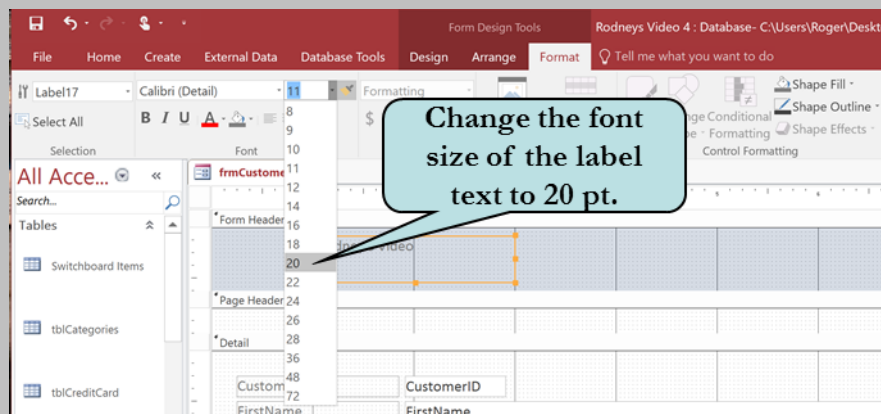 Form Design Tools
Rodneys Video 4 : Database- C:\Users\Roger\Deskt
File Home Create External Data Database Tools Design Arrange Format Tell me what you want to do
Label17 Calibri (Detail) 11 Formatting Shape Fill
Shape Outline
Select All B I U A $ Conditional
Formatting Shape Effects
Selection Font Control Formatting
Change the font
size of the label
text to 20 pt.
All Acce... «
Search...
Tables
Switchboard Items
tblCategories
tblCreditCard
8
9
10
11
12
14
16
18
20
22
24
26
28
36
48
72
frmCustome
Form Header
Video
Page Header
Detail
Custom CustomerID
FirstName FirstName